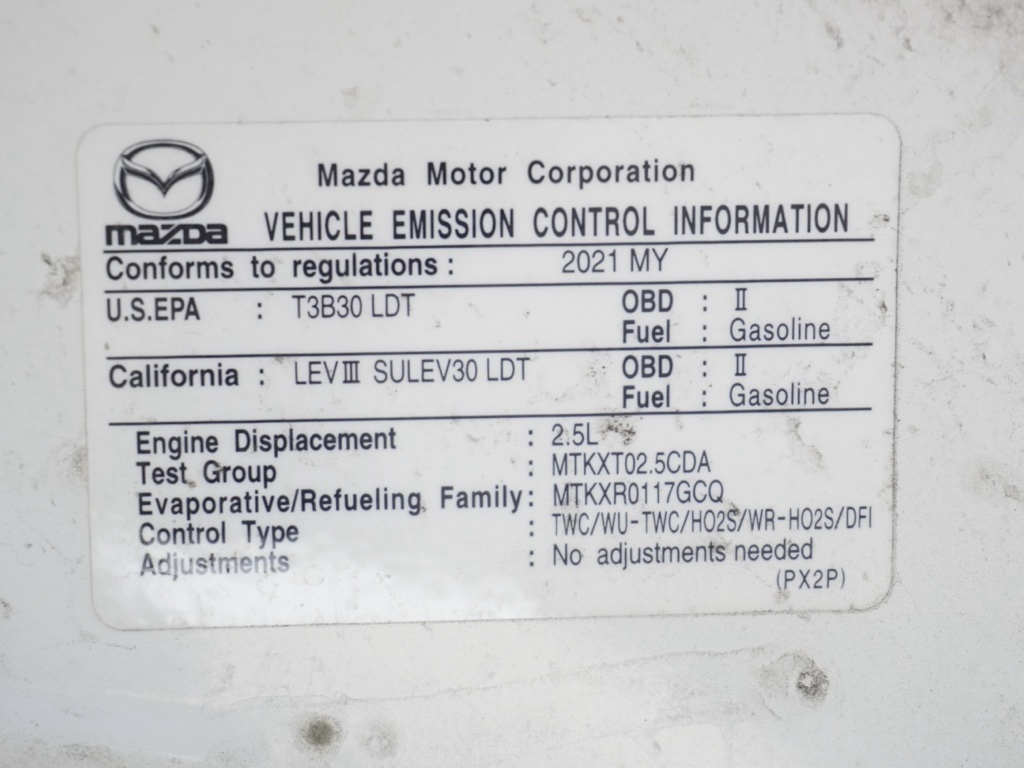 mazda
Mazda Motor Corporation
VEHICLE EMISSION CONTROL INFORMATION
Conforms to regulations : 2021 MY
U.S.EPA : T3B30 LDT OBD : II
Fuel : Gasoline
California : LEVIII SULEV30 LDT OBD : II
Fuel : Gasoline
Engine Displacement : 2.5L
Test Group : MTKXT02.5CDA
Evaporative/Refueling Family : MTKXR0117GCQ
Control Type : TWC/WU-TWC/HO2S/WR-HO2S/DFI
Adjustments : No adjustments needed
(PX2P)